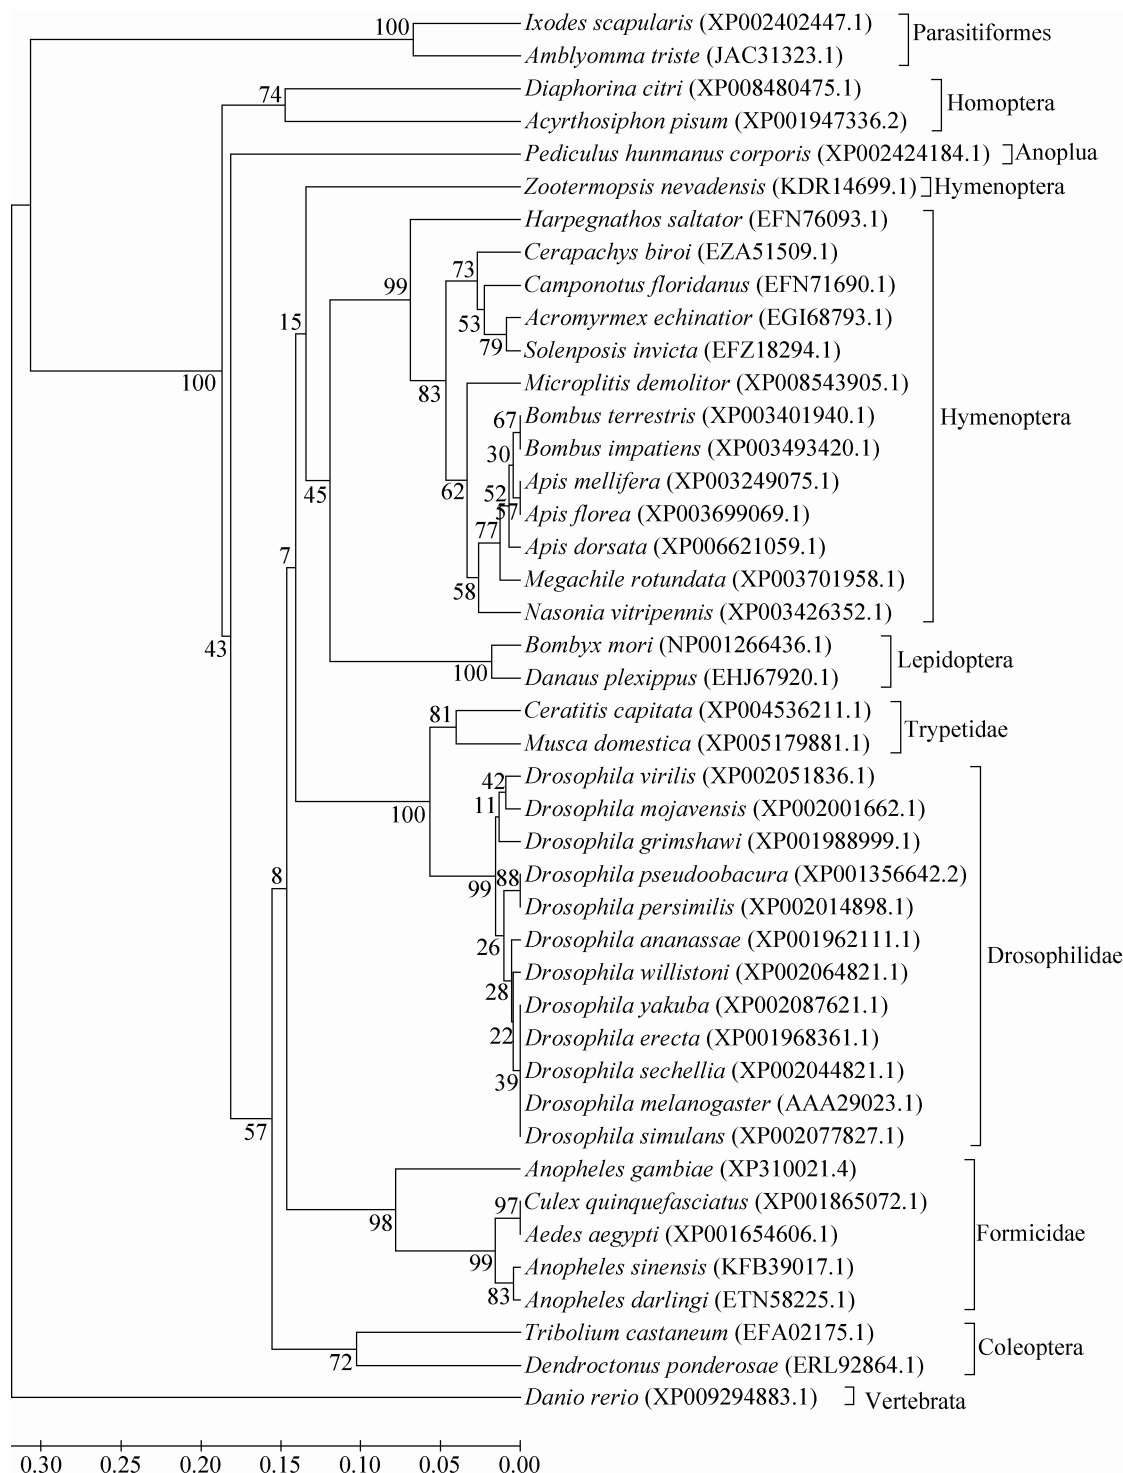 100
Ixodes scapularis (XP002402447.1)
Amblyomma triste (JAC31323.1)
Parasitiformes
74
Diaphorina citri (XP008480475.1)
Acyrthosiphon pisum (XP001947336.2)
Homoptera
Pediculus hunmanus corporis (XP002424184.1)
Anoplua
Zootermopsis nevadensis (KDR14699.1)
Hymenoptera
Harpegnathos saltator (EFN76093.1)
73
Cerapachys biroi (EZA51509.1)
99
Camponotus floridanus (EFN71690.1)
15
53
Acromyrmex echinatior (EGI68793.1)
79
Solenposis invicta (EFZ18294.1)
100
83
Microplitis demolitor (XP008543905.1)
67
Bombus terrestris (XP003401940.1)
Hymenoptera
30
Bombus impatiens (XP003493420.1)
45
62
52
Apis mellifera (XP003249075.1)
57
Apis florea (XP003699069.1)
77
Apis dorsata (XP006621059.1)
7
58
Megachile rotundata (XP003701958.1)
Nasonia vitripennis (XP003426352.1)
43
Bombyx mori (NP001266436.1)
100
Danaus plexippus (EHJ67920.1)
Lepidoptera
81
Ceratitis capitata (XP004536211.1)
Musca domestica (XP005179881.1)
Trypetidae
42
Drosophila virilis (XP002051836.1)
100
11
Drosophila mojavensis (XP002001662.1)
Drosophila grimshawi (XP001988999.1)
8
99
88
Drosophila pseudoobacura (XP001356642.2)
Drosophila persimilis (XP002014898.1)
26
Drosophila ananassae (XP001962111.1)
Drosophilidae
28
Drosophila willistoni (XP002064821.1)
Drosophila yakuba (XP002087621.1)
22
Drosophila erecta (XP001968361.1)
39
Drosophila sechellia (XP002044821.1)
Drosophila melanogaster (AAA29023.1)
57
Drosophila simulans (XP002077827.1)
Anopheles gambiae (XP310021.4)
98
97
Culex quinquefasciatus (XP001865072.1)
Aedes aegypti (XP001654606.1)
Formicidae
99
Anopheles sinensis (KFB39017.1)
83
Anopheles darlingi (ETN58225.1)
Tribolium castaneum (EFA02175.1)
72
Dendroctonus ponderosae (ERL92864.1)
Coleoptera
Danio rerio (XP009294883.1)
Vertebrata
0.30 0.25 0.20 0.15 0.10 0.05 0.00